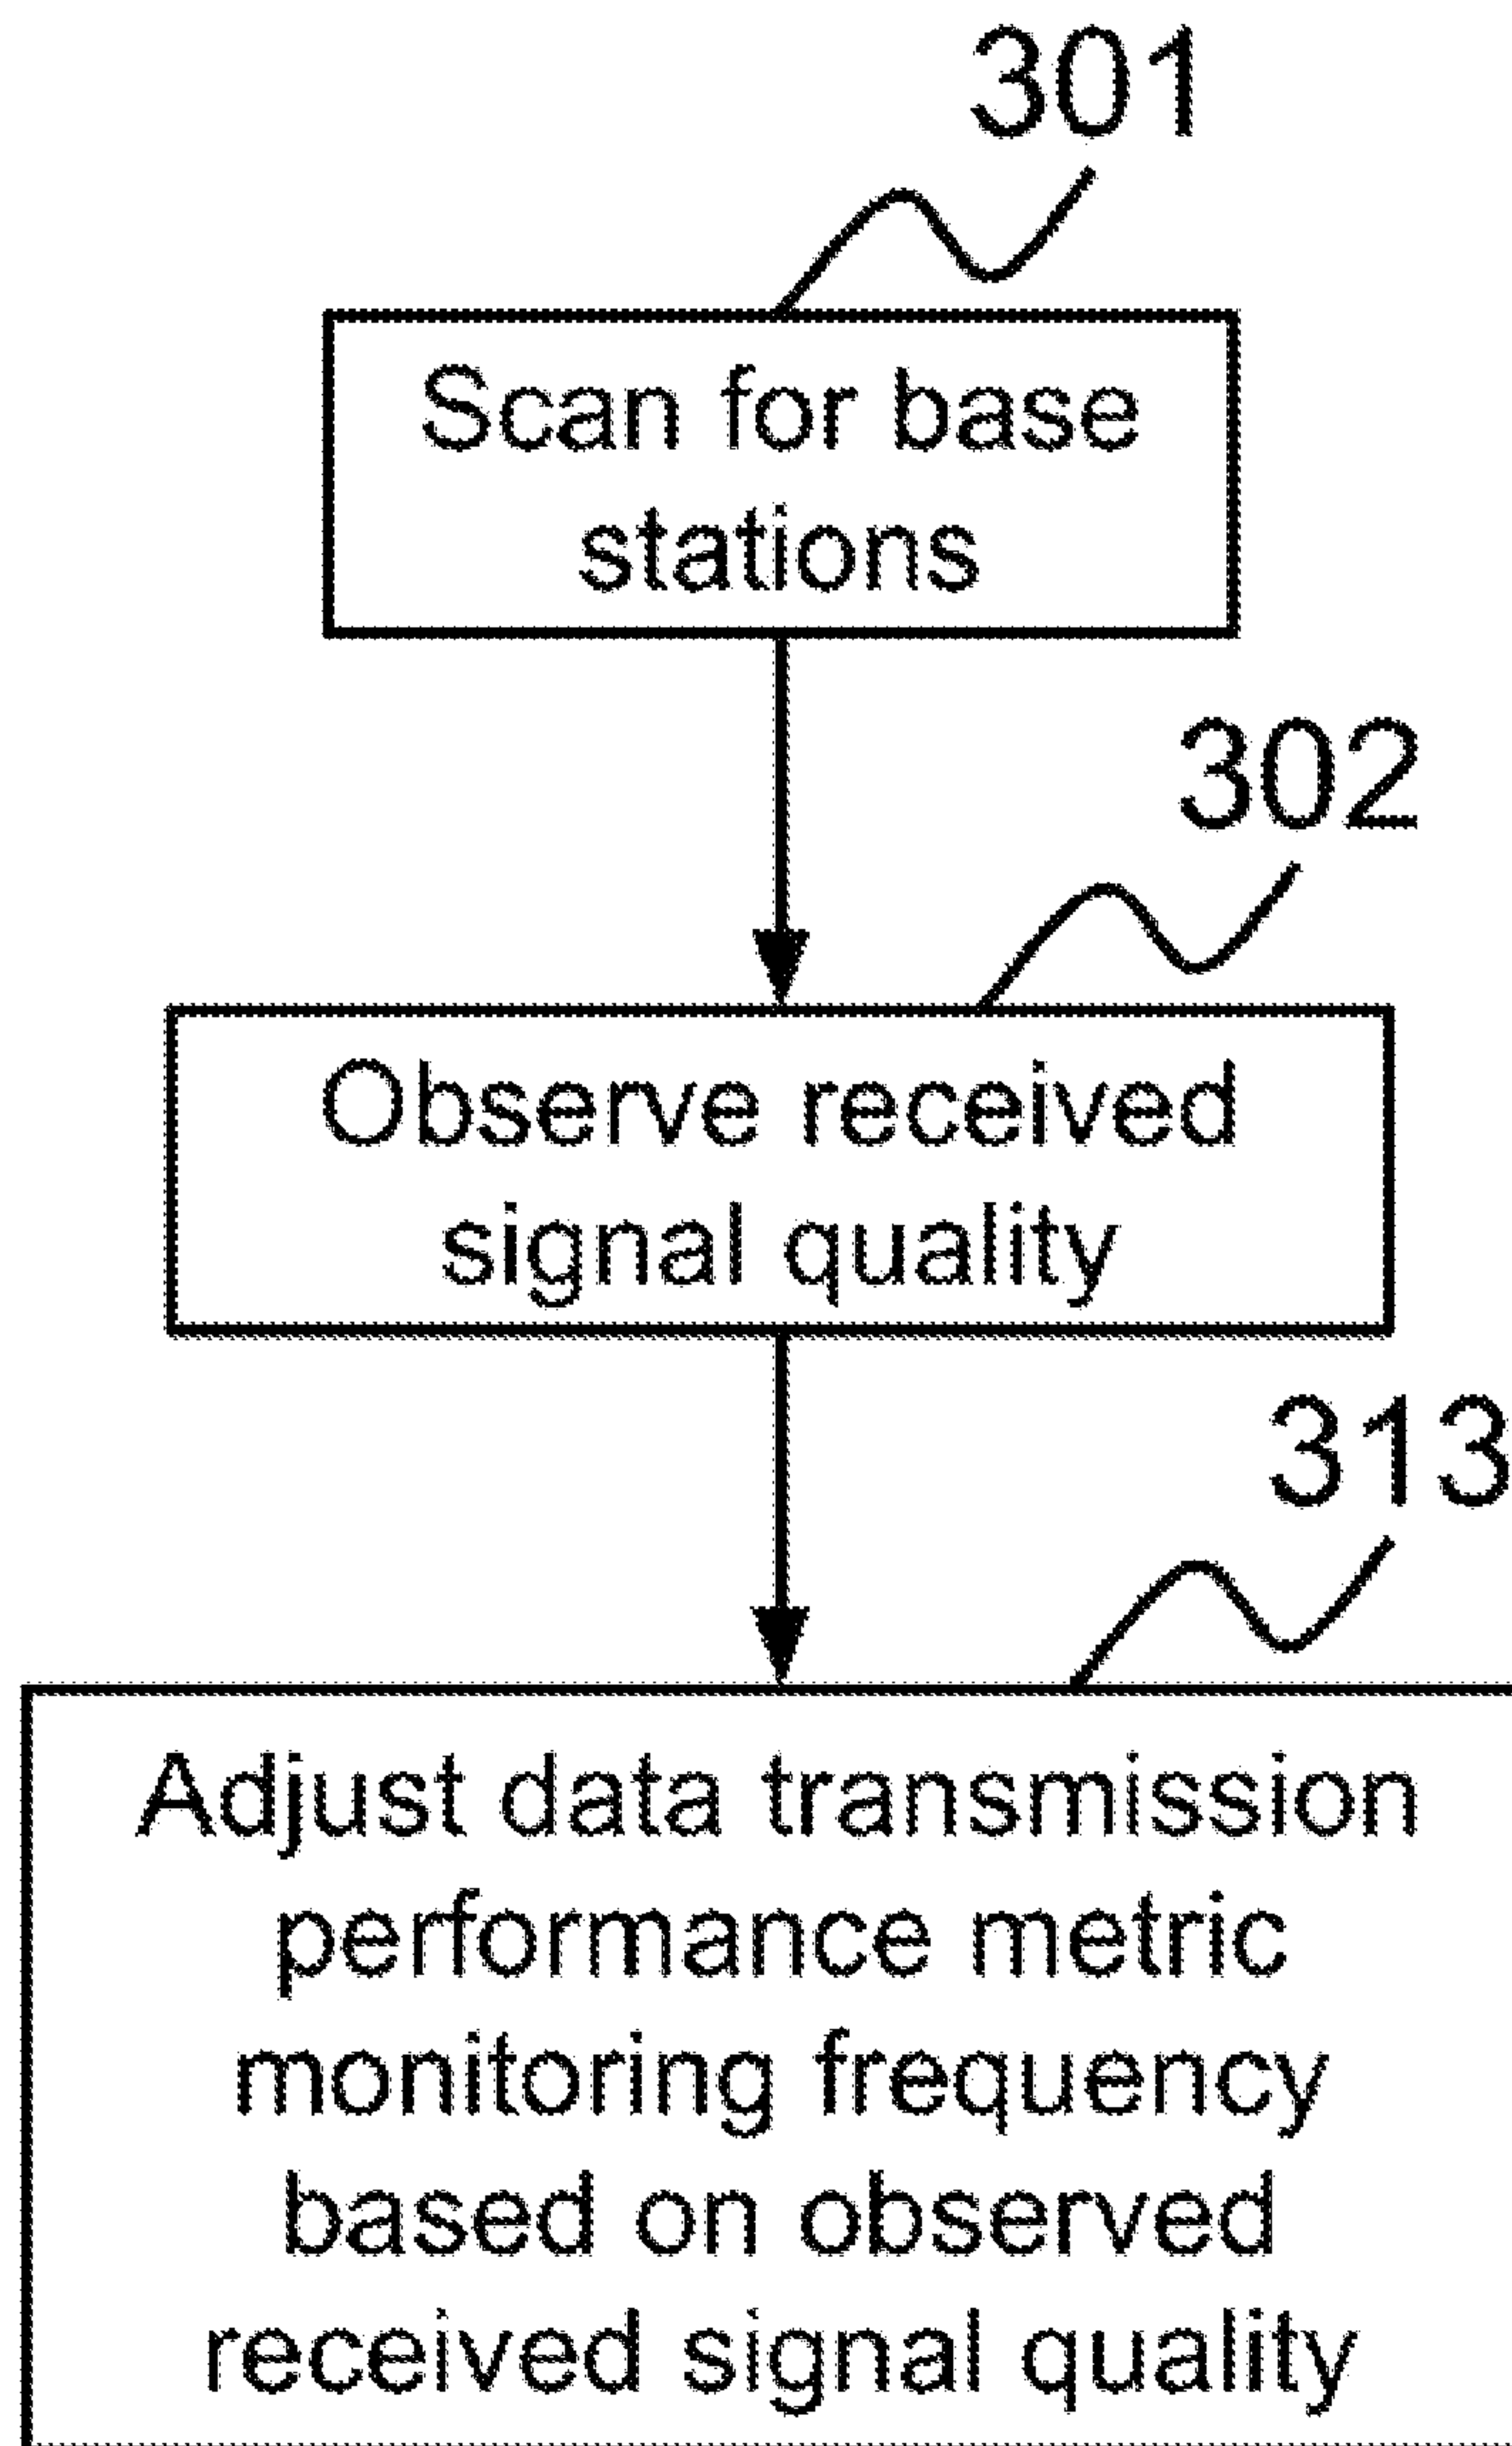 301
Scan for base
stations
302
Observe received
signal quality
313
Adjust data transmission
performance metric
monitoring frequency
based on observed
received signal quality